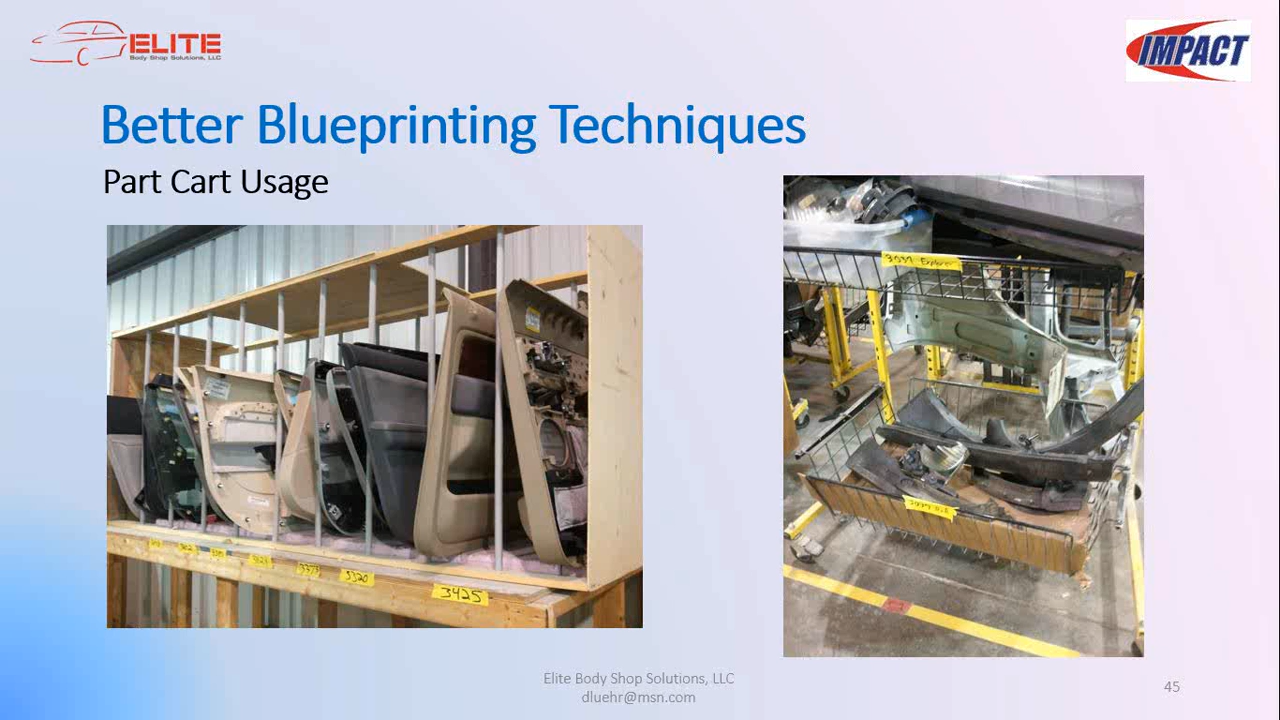 ELITE
Body Shop Solutions, LLC
IMPACT
Better Blueprinting Techniques
Part Cart Usage
3320
3425
Elite Body Shop Solutions, LLC
dluehr@msn.com
45